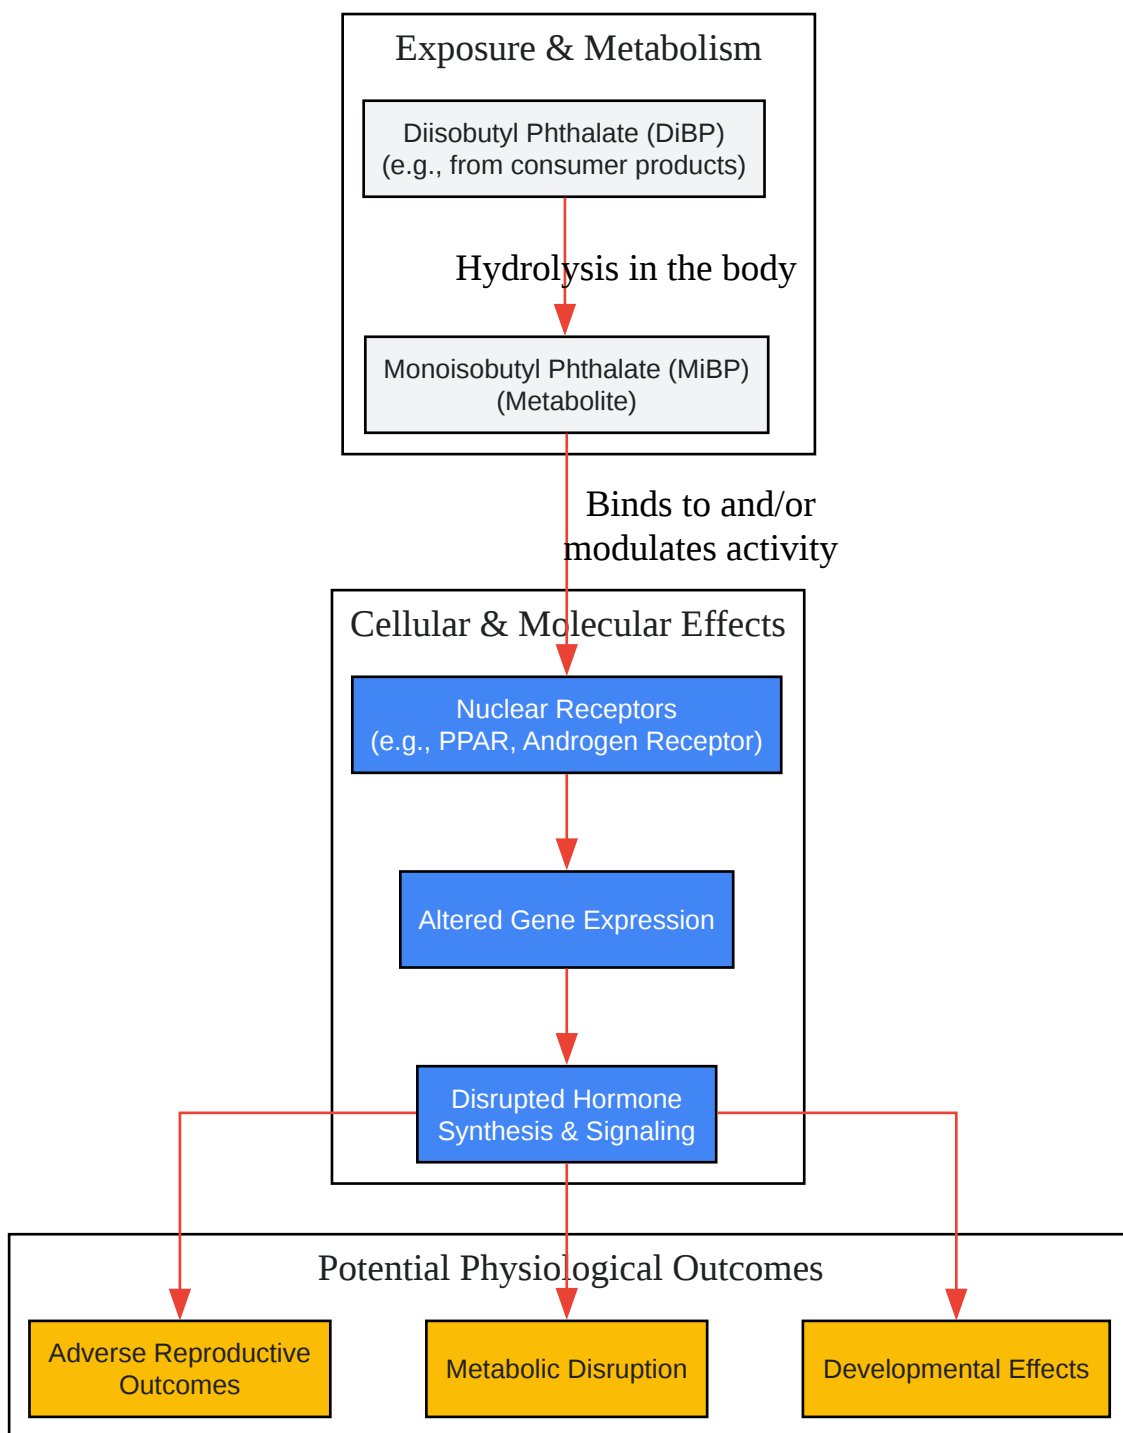 Exposure & Metabolism
Diisobutyl Phthalate (DiBP)
(e.g., from consumer products)
Hydrolysis in the body
Monoisobutyl Phthalate (MiBP)
(Metabolite)
Binds to and/or
modulates activity
Cellular & Molecular Effects
Nuclear Receptors
(e.g., PPAR, Androgen Receptor)
Altered Gene Expression
Disrupted Hormone
Synthesis & Signaling
Potential Physiological Outcomes
Adverse Reproductive
Outcomes
Metabolic Disruption
Developmental Effects